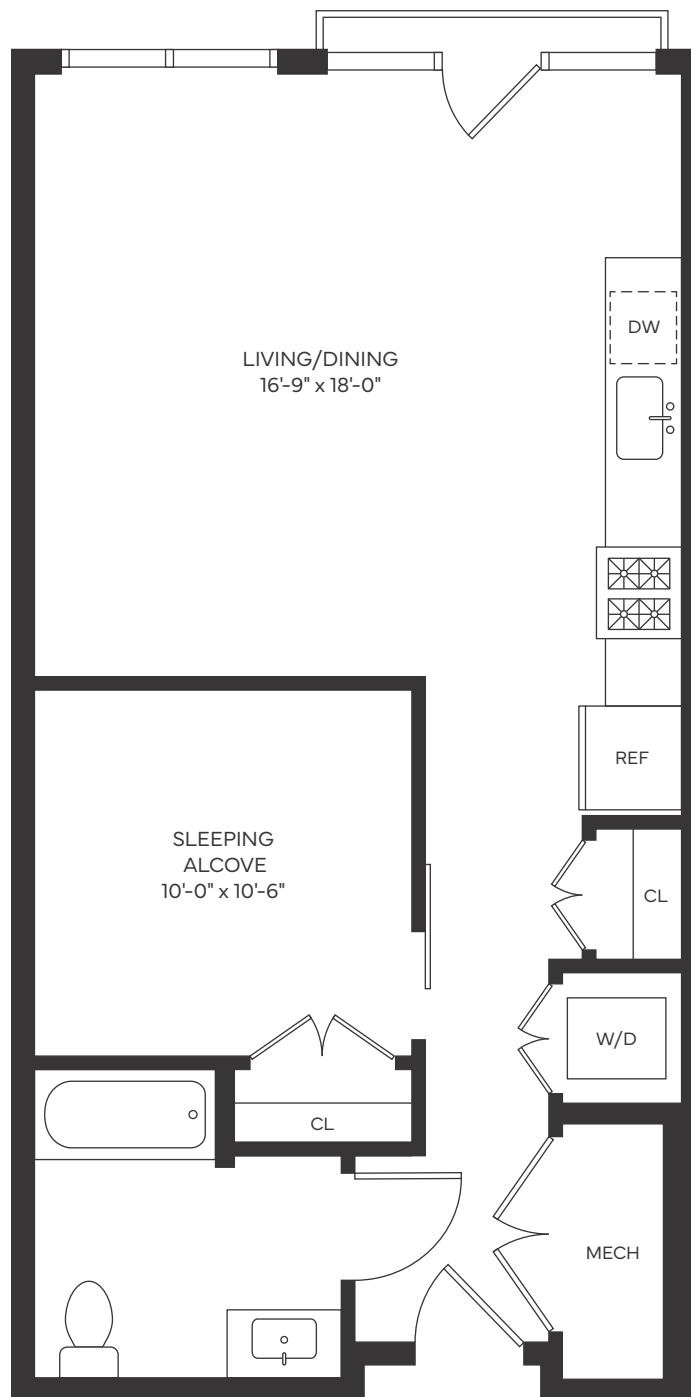 DW
LIVING/DINING
16'-9" x 18'-0"
REF
SLEEPING
ALCOVE
10'-0" x 10'-6"
CL
W/D
CL
MECH